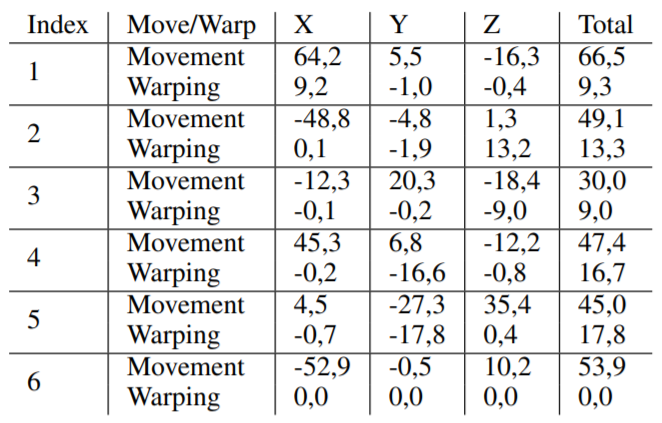 Index Move/Warp X Y Z Total
1 Movement 64,2 5,5 -16,3 66,5
Warping 9,2 -1,0 -0,4 9,3
2 Movement -48,8 -4,8 1,3 49,1
Warping 0,1 -1,9 13,2 13,3
3 Movement -12,3 20,3 -18,4 30,0
Warping -0,1 -0,2 -9,0 9,0
4 Movement 45,3 6,8 -12,2 47,4
Warping -0,2 -16,6 -0,8 16,7
5 Movement 4,5 -27,3 35,4 45,0
Warping -0,7 -17,8 0,4 17,8
6 Movement -52,9 -0,5 10,2 53,9
Warping 0,0 0,0 0,0 0,0